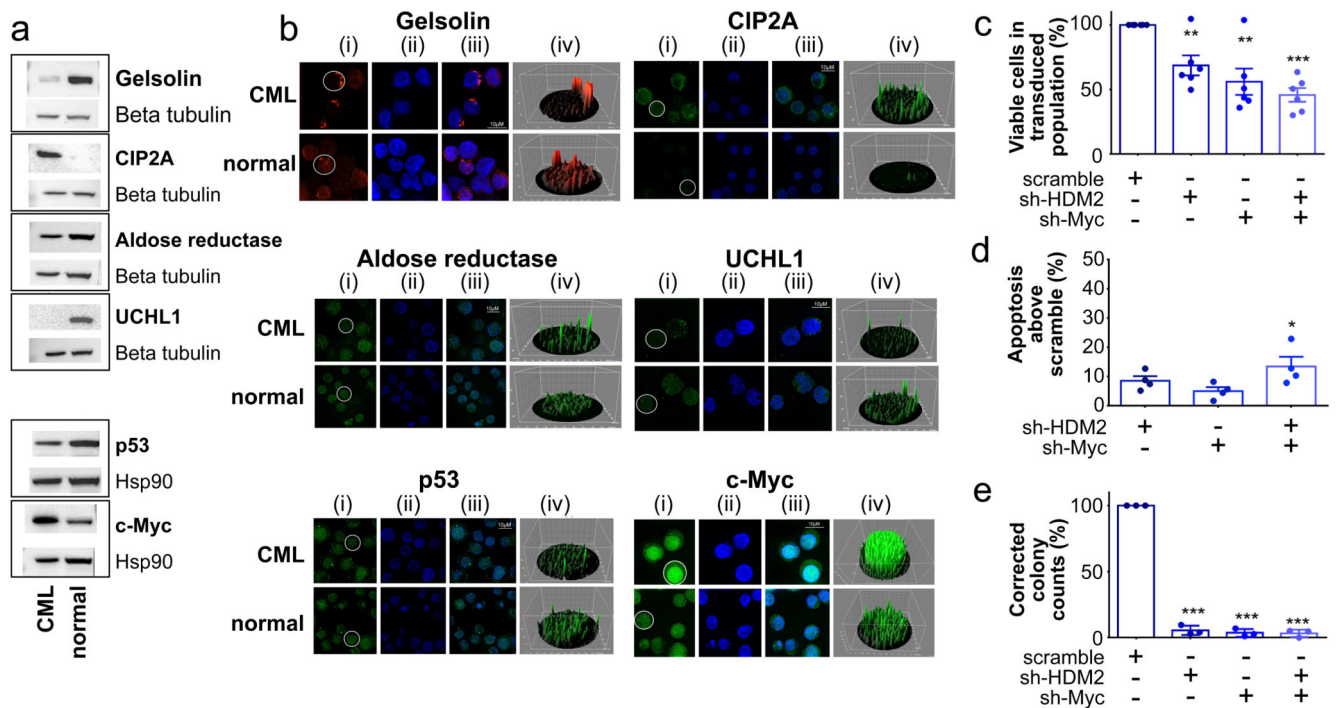 a
Gelsolin
Beta tubulin
CIP2A
Beta tubulin
Aldose reductase
Beta tubulin
UCHL1
Beta tubulin
p53
Hsp90
c-Myc
Hsp90
CML
normal
b
Gelsolin
(i) (ii) (iii) (iv)
CML
10µM
normal
CIP2A
(i) (ii) (iii) (iv)
10µM
Aldose reductase
(i) (ii) (iii) (iv)
CML
10µM
normal
UCHL1
(i) (ii) (iii) (iv)
10µM
p53
(i) (ii) (iii) (iv)
CML
10µM
normal
c-Myc
(i) (ii) (iii) (iv)
10µM
c
Viable cells in
transduced
population (%)
100
50
0
** ** ***
scramble + - - -
sh-HDM2 - + - +
sh-Myc - - + +
d
Apoptosis
above
scramble (%)
50
40
30
20
10
0
*
sh-HDM2 + - +
sh-Myc - + +
e
Corrected
colony
counts (%)
100
50
0
*** *** ***
scramble + - - -
sh-HDM2 - + - +
sh-Myc - - + +